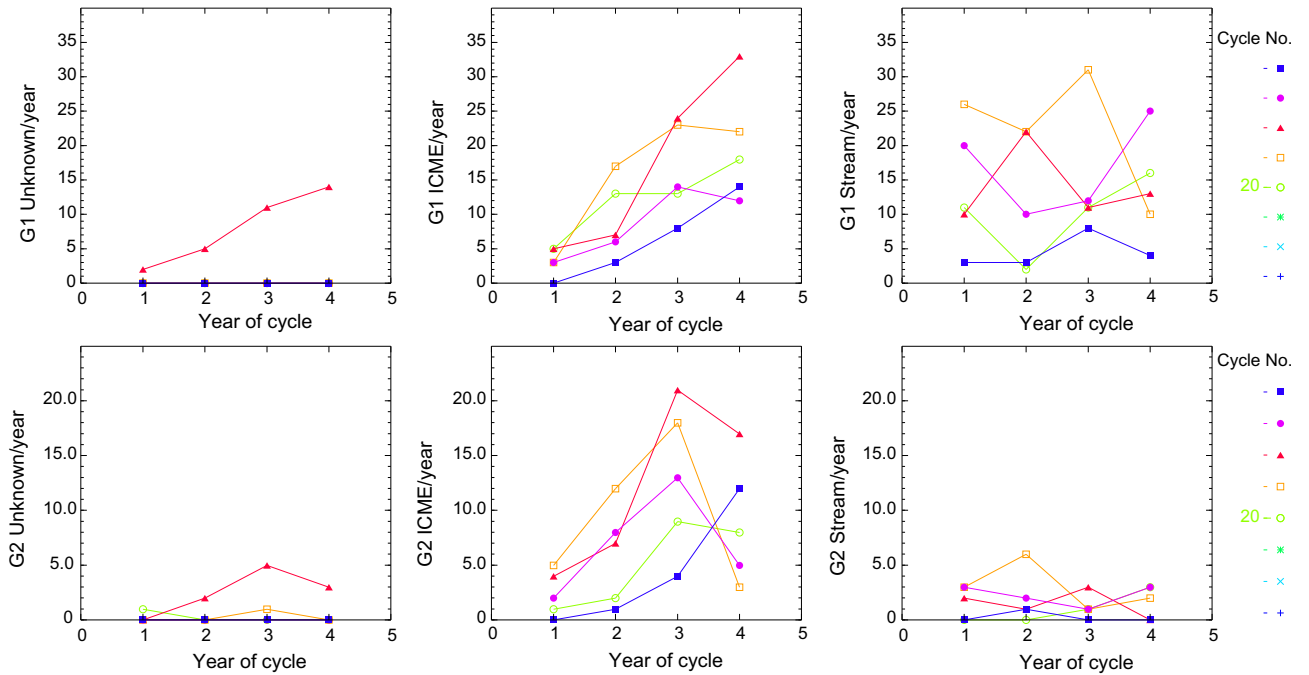 35
30
25
20
15
10
5
0
G1 Unknown/year
0 1 2 3 4 5
Year of cycle
35
30
25
20
15
10
5
0
G1 ICME/year
0 1 2 3 4 5
Year of cycle
35
30
25
20
15
10
5
0
G1 Stream/year
0 1 2 3 4 5
Year of cycle
Cycle No.
20
20.0
15.0
10.0
5.0
0
G2 Unknown/year
0 1 2 3 4 5
Year of cycle
20.0
15.0
10.0
5.0
0
G2 ICME/year
0 1 2 3 4 5
Year of cycle
20.0
15.0
10.0
5.0
0
G2 Stream/year
0 1 2 3 4 5
Year of cycle
Cycle No.
20